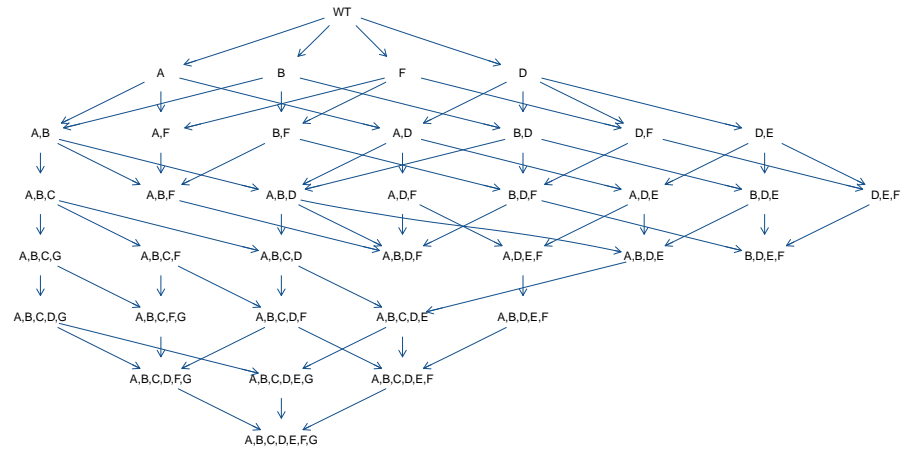 WT
A B F D
A,B A,F B,F A,D B,D D,F D,E
A,B,C A,B,F A,B,D A,D,F B,D,F A,D,E B,D,E D,E,F
A,B,C,G A,B,C,F A,B,C,D A,B,D,F A,D,E,F A,B,D,E B,D,E,F
A,B,C,D,G A,B,C,F,G A,B,C,D,F A,B,C,D,E A,B,D,E,F
A,B,C,D,F,G A,B,C,D,E,G A,B,C,D,E,F
A,B,C,D,E,F,G